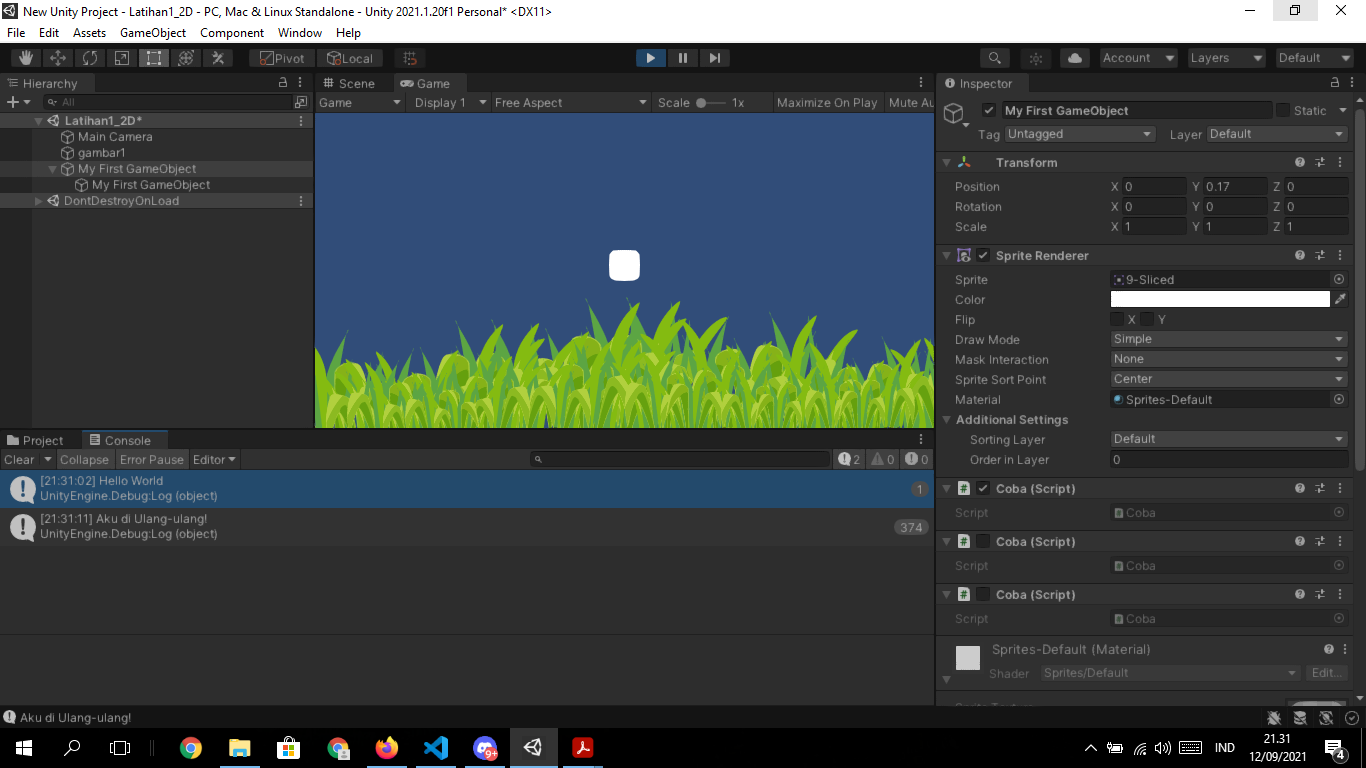 New Unity Project - Latihan1_2D - PC, Mac & Linux Standalone - Unity 2021.1.20f1 Personal* <DX11>
File Edit Assets GameObject Component Window Help
Pivot Local Account Layers Default
Hierarchy
All
Latihan1_2D*
Main Camera
gambar1
My First GameObject
My First GameObject
DontDestroyOnLoad
Scene Game
Game Display 1 Free Aspect Scale 1x Maximize On Play Mute Au
Inspector
My First GameObject Static
Tag Untagged Layer Default
Transform
Position X 0 Y 0.17 Z 0
Rotation X 0 Y 0 Z 0
Scale X 1 Y 1 Z 1
Sprite Renderer
Sprite 9-Sliced
Color
Flip X Y
Draw Mode Simple
Mask Interaction None
Sprite Sort Point Center
Material Sprites-Default
Additional Settings
Sorting Layer Default
Order in Layer 0
Coba (Script)
Script Coba
Coba (Script)
Script Coba
Coba (Script)
Script Coba
Sprites-Default (Material)
Shader Sprites/Default Edit...
Project Console
Clear Collapse Error Pause Editor 2 0 0
[21:31:02] Hello World
UnityEngine.Debug:Log (object)
1
[21:31:11] Aku di Ulang-ulang!
UnityEngine.Debug:Log (object)
374
Aku di Ulang-ulang!
9+
IND
21.31
12/09/2021
4